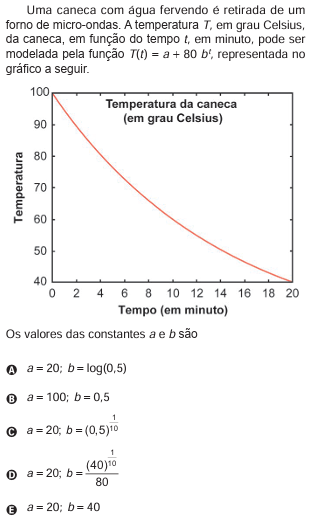 Uma caneca com água fervendo é retirada de um
forno de micro-ondas. A temperatura T, em grau Celsius,
da caneca, em função do tempo t, em minuto, pode ser
modelada pela função T(t) = a + 80 bᵗ, representada no
gráfico a seguir.
Temperatura da caneca
(em grau Celsius)
Temperatura
100
90
80
70
60
50
40
0 2 4 6 8 10 12 14 16 18 20
Tempo (em minuto)
Os valores das constantes a e b são
A a = 20; b = log(0,5)
B a = 100; b = 0,5
C a = 20; b = (0,5)^(1/10)
D a = 20; b = (40)^(1/10)/80
E a = 20; b = 40